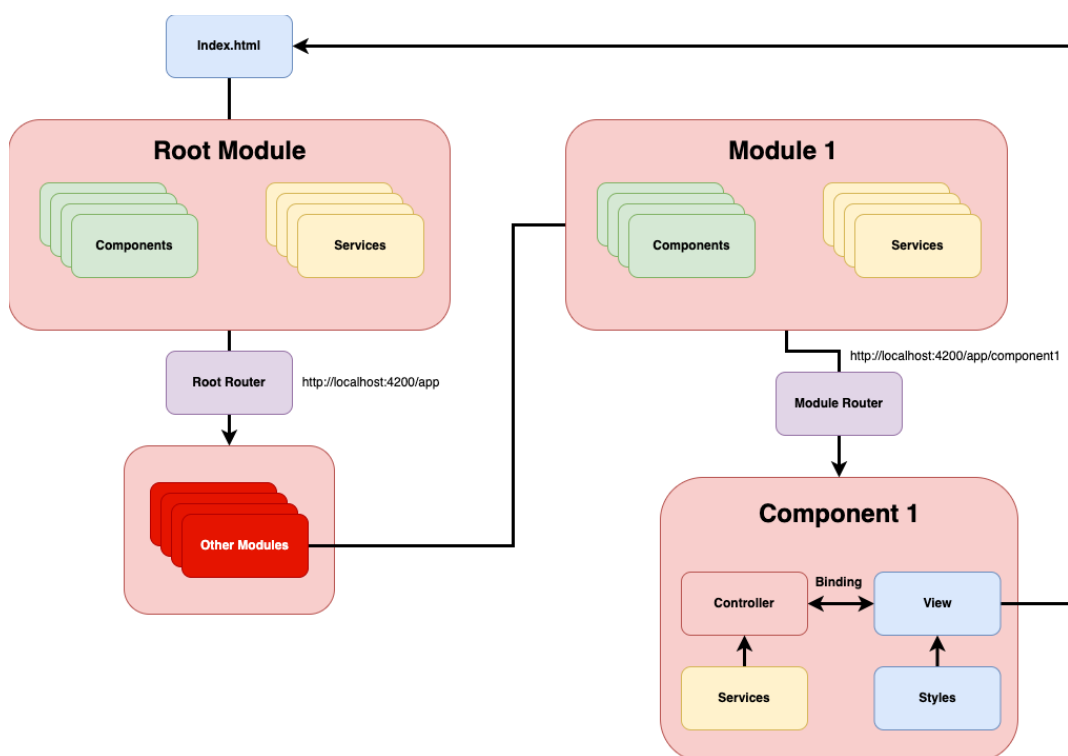 Index.html
Root Module
Components
Services
Root Router
http://localhost:4200/app
Other Modules
Module 1
Components
Services
http://localhost:4200/app/component1
Module Router
Component 1
Controller
Binding
View
Services
Styles